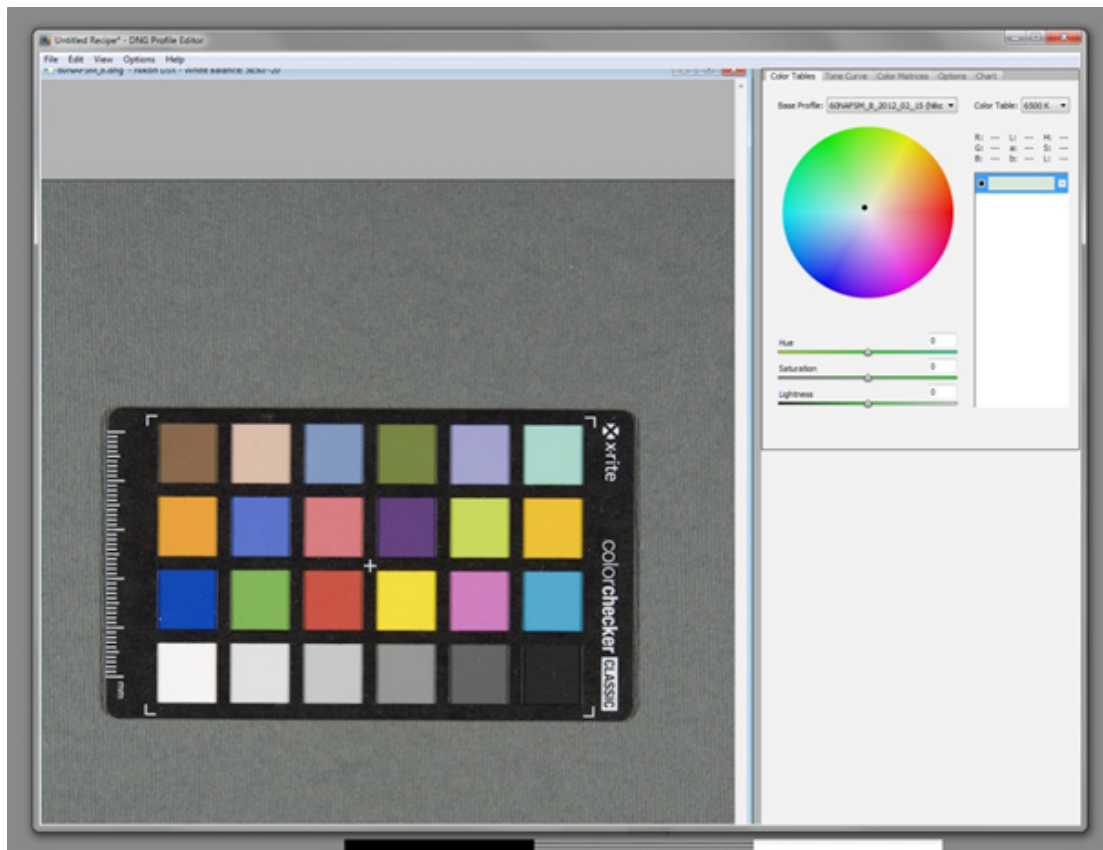 Untitled Recipe* - DNG Profile Editor
File Edit View Options Help
Color Tables Tone Curve Color Matrices Options Chart
Base Profile: Color Table: 6500 K
R: --- L: --- H: ---
G: --- a: --- S: ---
B: --- b: --- L: ---
Hue 0
Saturation 0
Lightness 0
x-rite
colorchecker CLASSIC
mm